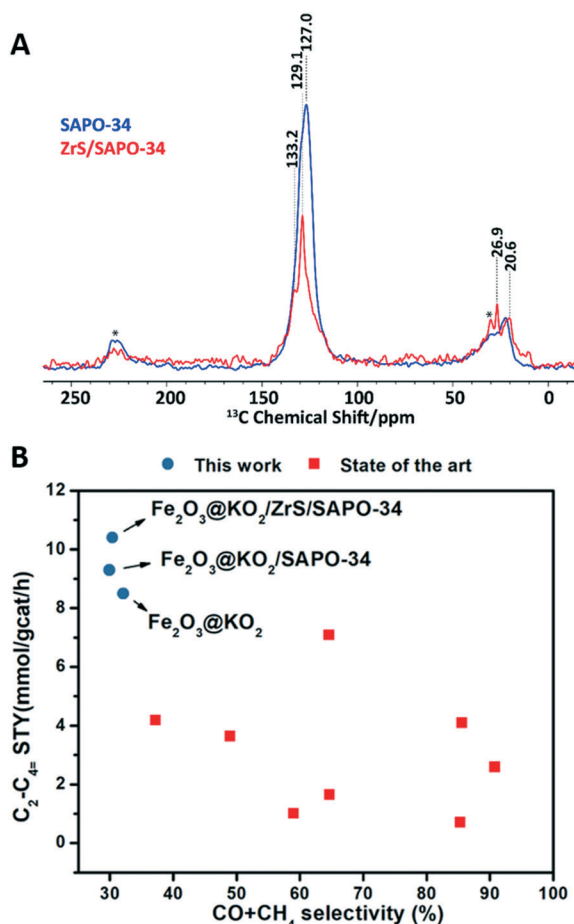 A
SAPO-34
ZrS/SAPO-34
133.2
129.1
127.0
26.9
20.6
*
*
250 200 150 100 50 0
¹³C Chemical Shift/ppm
B
This work State of the art
12
10
8
6
4
2
0
Fe₂O₃@KO₂/ZrS/SAPO-34
Fe₂O₃@KO₂/SAPO-34
Fe₂O₃@KO₂
C₂-C₄₌ STY(mmol/gcat/h)
30 40 50 60 70 80 90 100
CO+CH₄ selectivity (%)